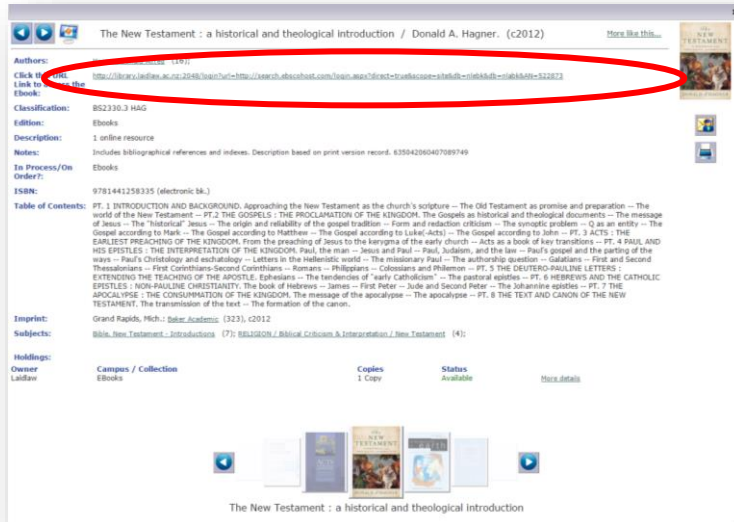 The New Testament : a historical and theological introduction / Donald A. Hagner. (c2012)
More like this...
Authors: (10);
Click the URL Link to access the Ebook: http://library.laidlaw.ac.nz:2048/login?url=http://search.ebscohost.com/login.aspx?direct=true&scope=site&db=nlebk&db=nlabk&AN=522873
Classification: BS2330.3 HAG
Edition: Ebooks
Description: 1 online resource
Notes: Includes bibliographical references and indexes. Description based on print version record. 635042060407089749
In Process/On Order?: Ebooks
ISBN: 9781441258335 (electronic bk.)
Table of Contents: PT. 1 INTRODUCTION AND BACKGROUND. Approaching the New Testament as the church's scripture -- The Old Testament as promise and preparation -- The
world of the New Testament -- PT.2 THE GOSPELS : THE PROCLAMATION OF THE KINGDOM. The Gospels as historical and theological documents -- The message
of Jesus -- The "historical" Jesus -- The origin and reliability of the gospel tradition -- Form and redaction criticism -- The synoptic problem -- Q as an entity -- The
Gospel according to Mark -- The Gospel according to Matthew -- The Gospel according to Luke(-Acts) -- The Gospel according to John -- PT. 3 ACTS : THE
EARLIEST PREACHING OF THE KINGDOM. From the preaching of Jesus to the kerygma of the early church -- Acts as a book of key transitions -- PT. 4 PAUL AND
HIS EPISTLES : THE INTERPRETATION OF THE KINGDOM. Paul, the man -- Jesus and Paul -- Paul, Judaism, and the law -- Paul's gospel and the parting of the
ways -- Paul's Christology and eschatology -- Letters in the Hellenistic world -- The missionary Paul -- The authorship question -- Galatians -- First and Second
Thessalonians -- First Corinthians-Second Corinthians -- Romans -- Philippians -- Colossians and Philemon -- PT. 5 THE DEUTERO-PAULINE LETTERS :
EXTENDING THE TEACHING OF THE APOSTLE. Ephesians -- The tendencies of "early Catholicism" -- The pastoral epistles -- PT. 6 HEBREWS AND THE CATHOLIC
EPISTLES : NON-PAULINE CHRISTIANITY. The book of Hebrews -- James -- First Peter -- Jude and Second Peter -- The Johannine epistles -- PT. 7 THE
APOCALYPSE : THE CONSUMMATION OF THE KINGDOM. The message of the apocalypse -- The apocalypse -- PT. 8 THE TEXT AND CANON OF THE NEW
TESTAMENT. The transmission of the text -- The formation of the canon.
Imprint: Grand Rapids, Mich.: Baker Academic (323), c2012
Subjects: Bible. New Testament - Introductions (7); RELIGION / Biblical Criticism & Interpretation / New Testament (4);
Holdings:
Owner Campus / Collection Copies Status
Laidlaw EBooks 1 Copy Available More details
NEW
TESTAMENT
The New Testament : a historical and theological introduction